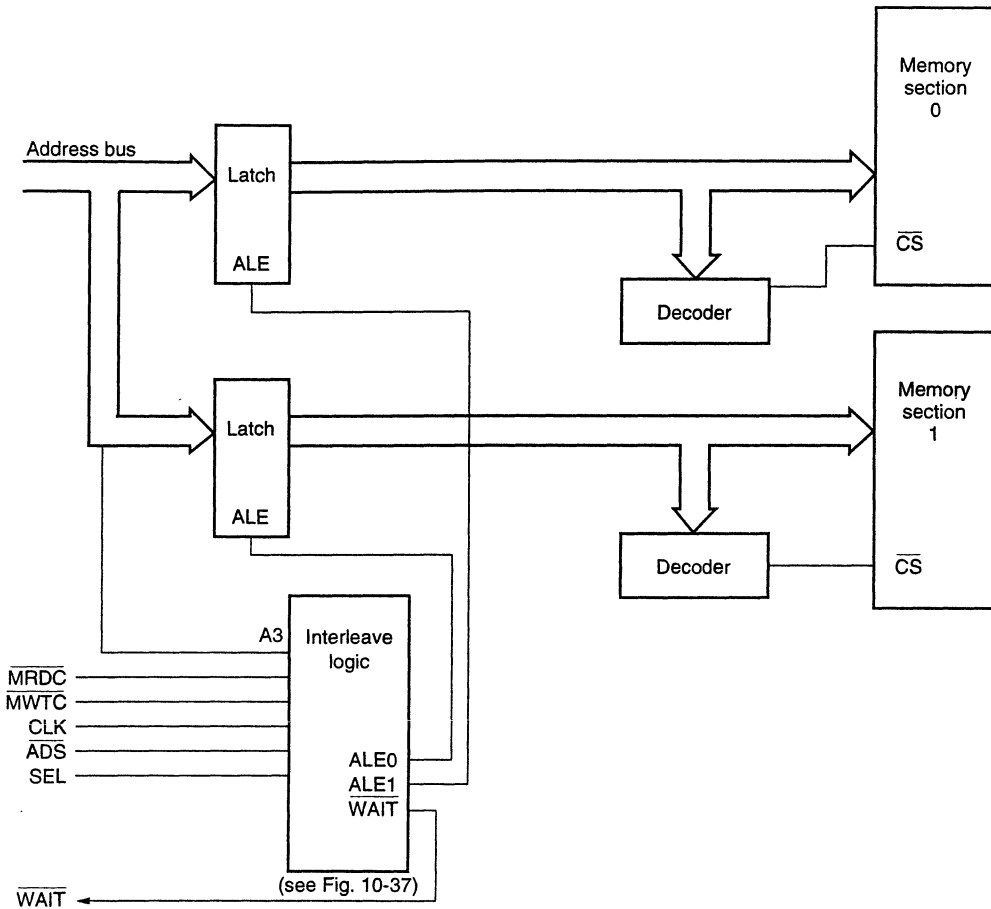 Address bus
Latch
ALE
Memory
section
0
CS
Decoder
Latch
ALE
Memory
section
1
CS
Decoder
A3
Interleave
logic
MRDC
MWTC
CLK
ADS
SEL
ALE0
ALE1
WAIT
(see Fig. 10-37)
WAIT